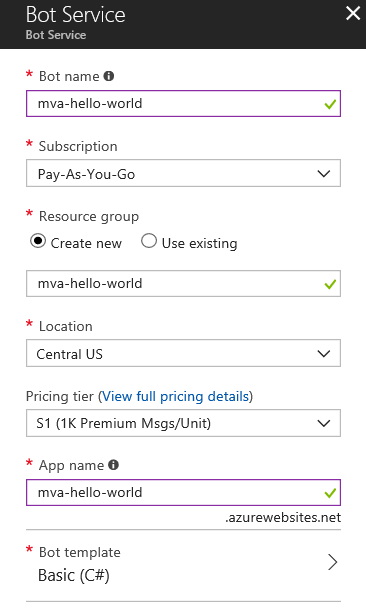 Bot Service
Bot Service
* Bot name
mva-hello-world
* Subscription
Pay-As-You-Go
* Resource group
Create new Use existing
mva-hello-world
* Location
Central US
Pricing tier (View full pricing details)
S1 (1K Premium Msgs/Unit)
* App name
mva-hello-world
.azurewebsites.net
* Bot template
Basic (C#)